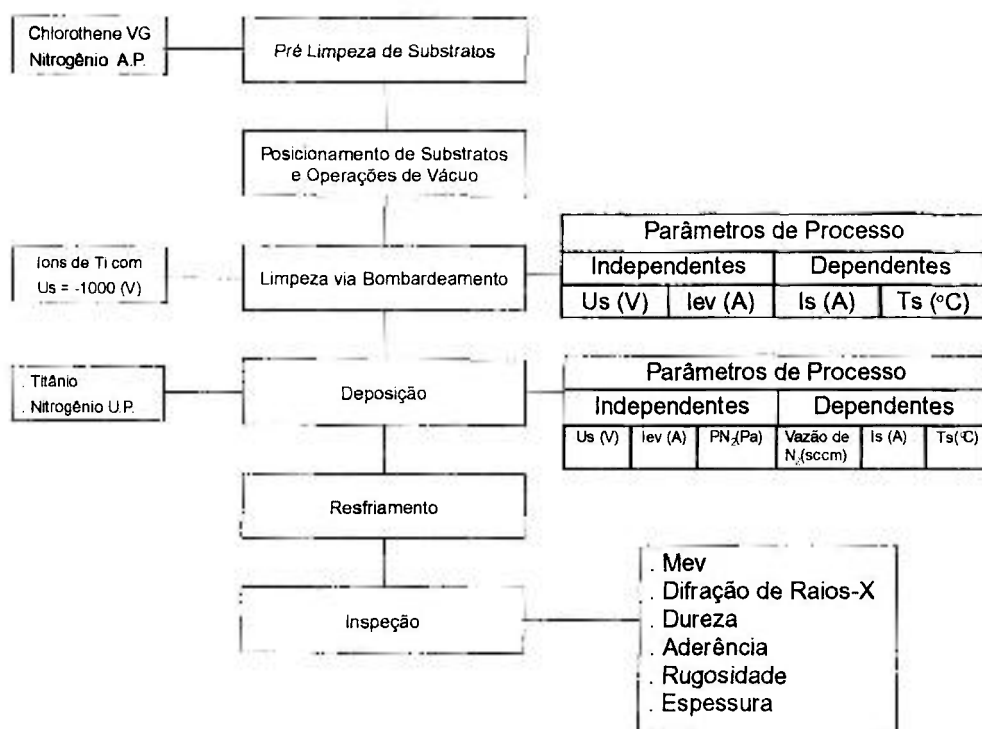 Chlorothene VG
Nitrogênio A.P.
Pré Limpeza de Substratos
Posicionamento de Substratos
e Operações de Vácuo
Íons de Ti com
Us = -1000 (V)
Limpeza via Bombardeamento
Parâmetros de Processo
Independentes Dependentes
Us (V) Iev (A) Is (A) Ts (°C)
. Titânio
. Nitrogênio U.P.
Deposição
Parâmetros de Processo
Independentes Dependentes
Us (V) Iev (A) PN₂(Pa) Vazão de N₂(sccm) Is (A) Ts(°C)
Resfriamento
Inspeção
. Mev
. Difração de Raios-X
. Dureza
. Aderência
. Rugosidade
. Espessura